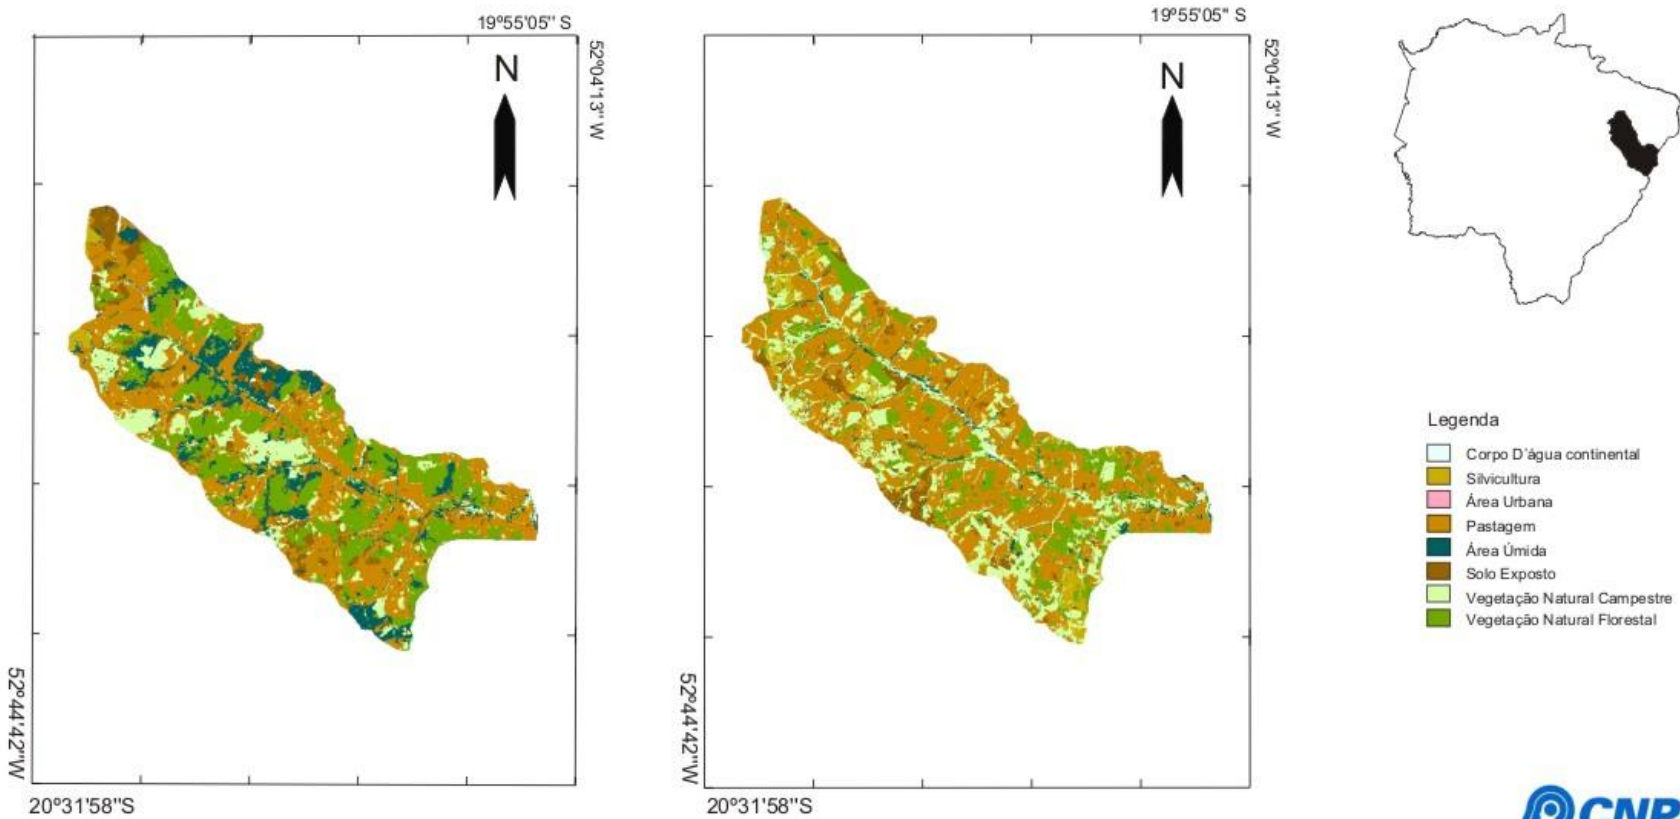 19º55'05'' S
52º04'13'' W
N
52º44'42''W
20º31'58''S
19º55'05'' S
52º04'13'' W
N
52º44'42''W
20º31'58''S
Legenda
Corpo D'água continental
Silvicultura
Área Urbana
Pastagem
Área Úmida
Solo Exposto
Vegetação Natural Campestre
Vegetação Natural Florestal